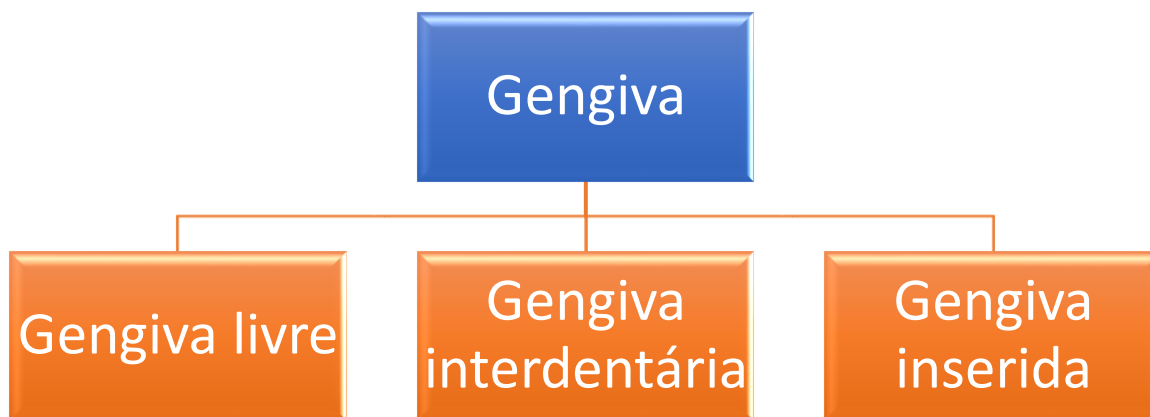 Gengiva
Gengiva livre
Gengiva
interdentária
Gengiva
inserida